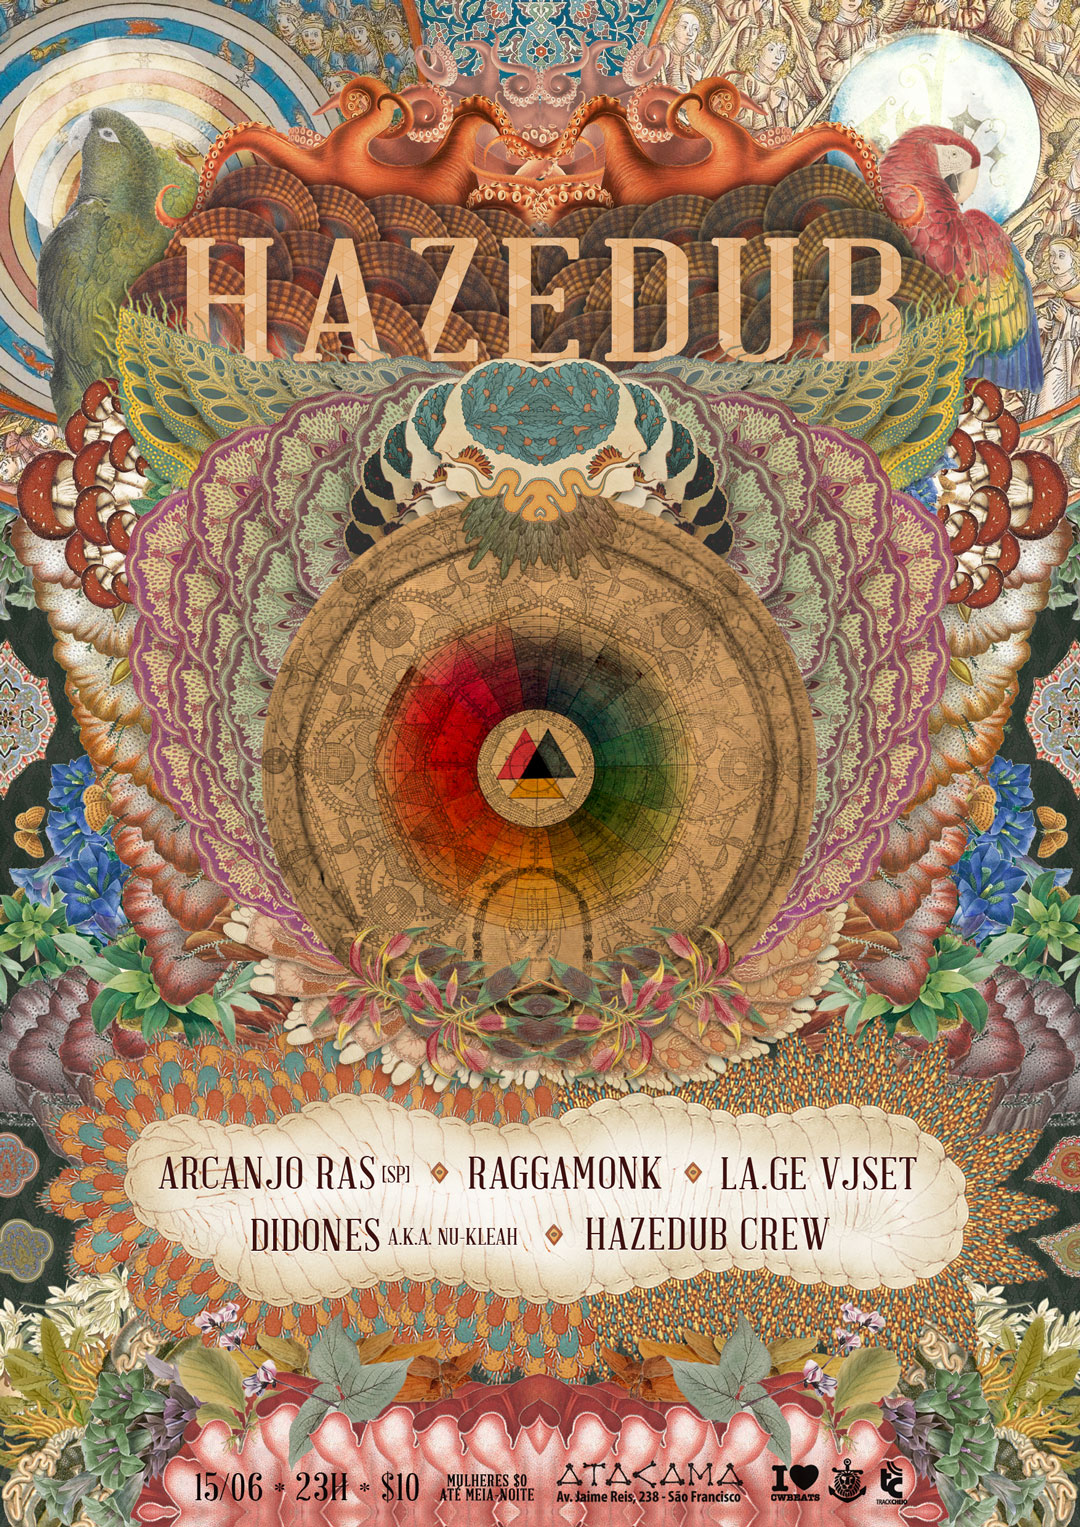 HAZEDUB
ARCANJO RAS [SP] RAGGAMONK LA.GE VJSET
DIDONES A.K.A. NU-KLEAH HAZEDUB CREW
15/06 * 23H * $10
MULHERES $0
ATÉ MEIA-NOITE
ATACAMA
Av. Jaime Reis, 238 - São Francisco
I ♥
CWBEATS
TRACKCHEIO